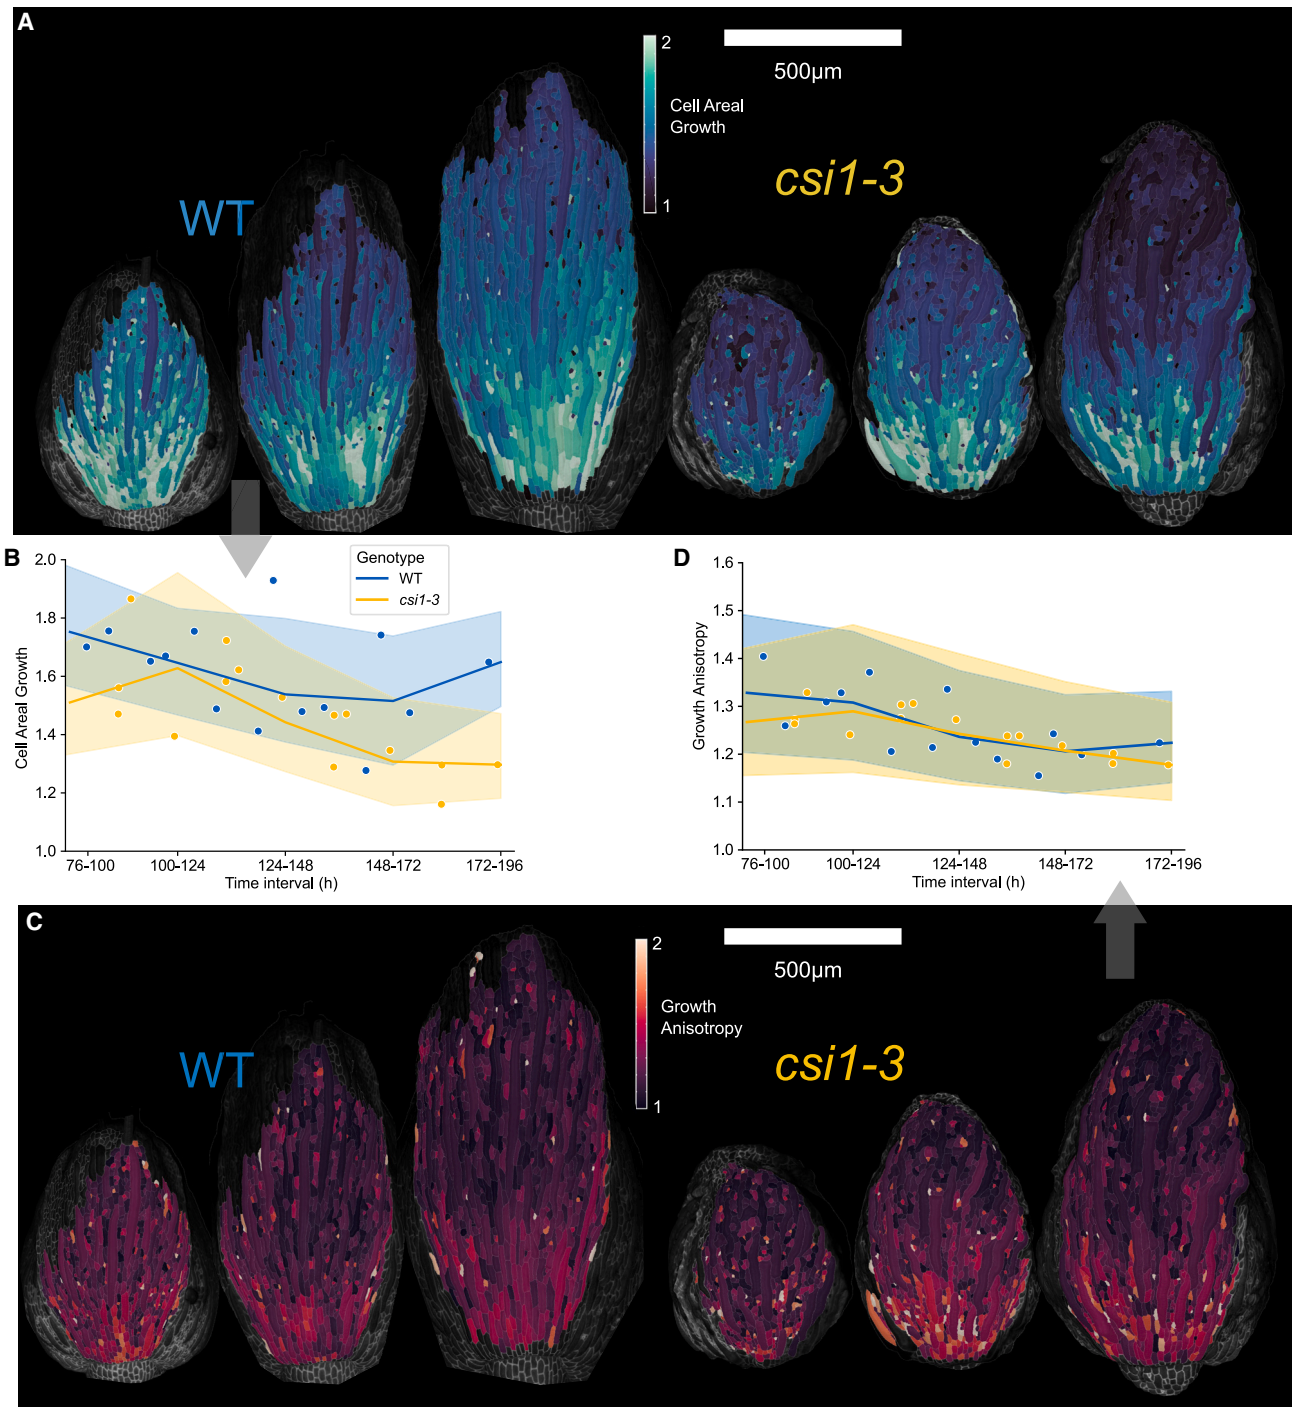 A
2
500µm
Cell Areal
Growth
WT
csi1-3
1
B
D
2.0
1.8
1.6
1.4
1.2
1.0
Cell Areal Growth
Genotype
WT
csi1-3
76-100
100-124
124-148
148-172
172-196
Time interval (h)
1.6
1.5
1.4
1.3
1.2
1.1
1.0
Growth Anisotropy
76-100
100-124
124-148
148-172
172-196
Time interval (h)
C
2
500µm
Growth
Anisotropy
WT
csi1-3
1